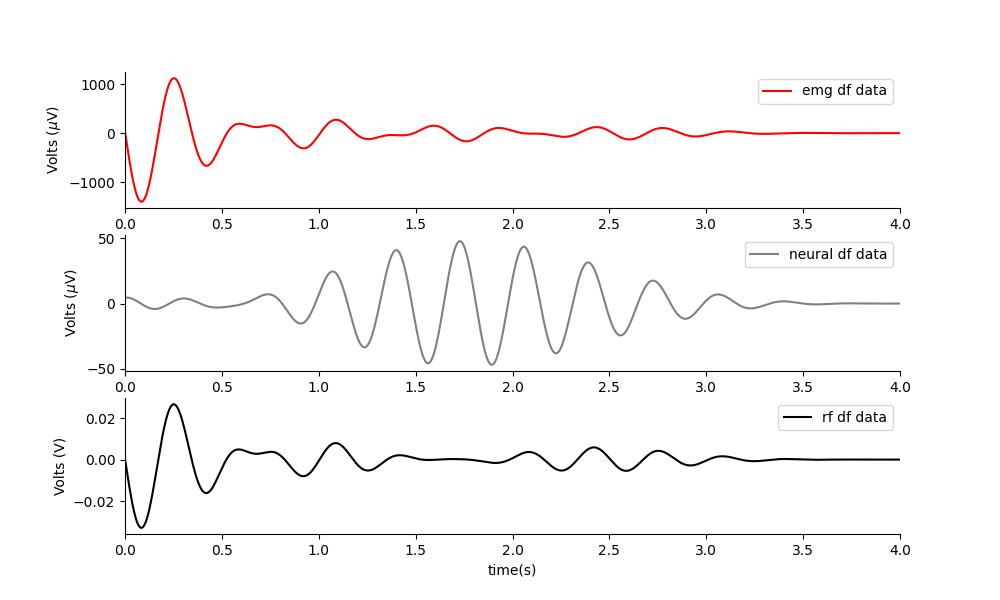 1000
0
−1000
Volts (μV)
emg df data
0.0 0.5 1.0 1.5 2.0 2.5 3.0 3.5 4.0
50
0
−50
Volts (μV)
neural df data
0.0 0.5 1.0 1.5 2.0 2.5 3.0 3.5 4.0
0.02
0.00
−0.02
Volts (V)
rf df data
0.0 0.5 1.0 1.5 2.0 2.5 3.0 3.5 4.0
time(s)